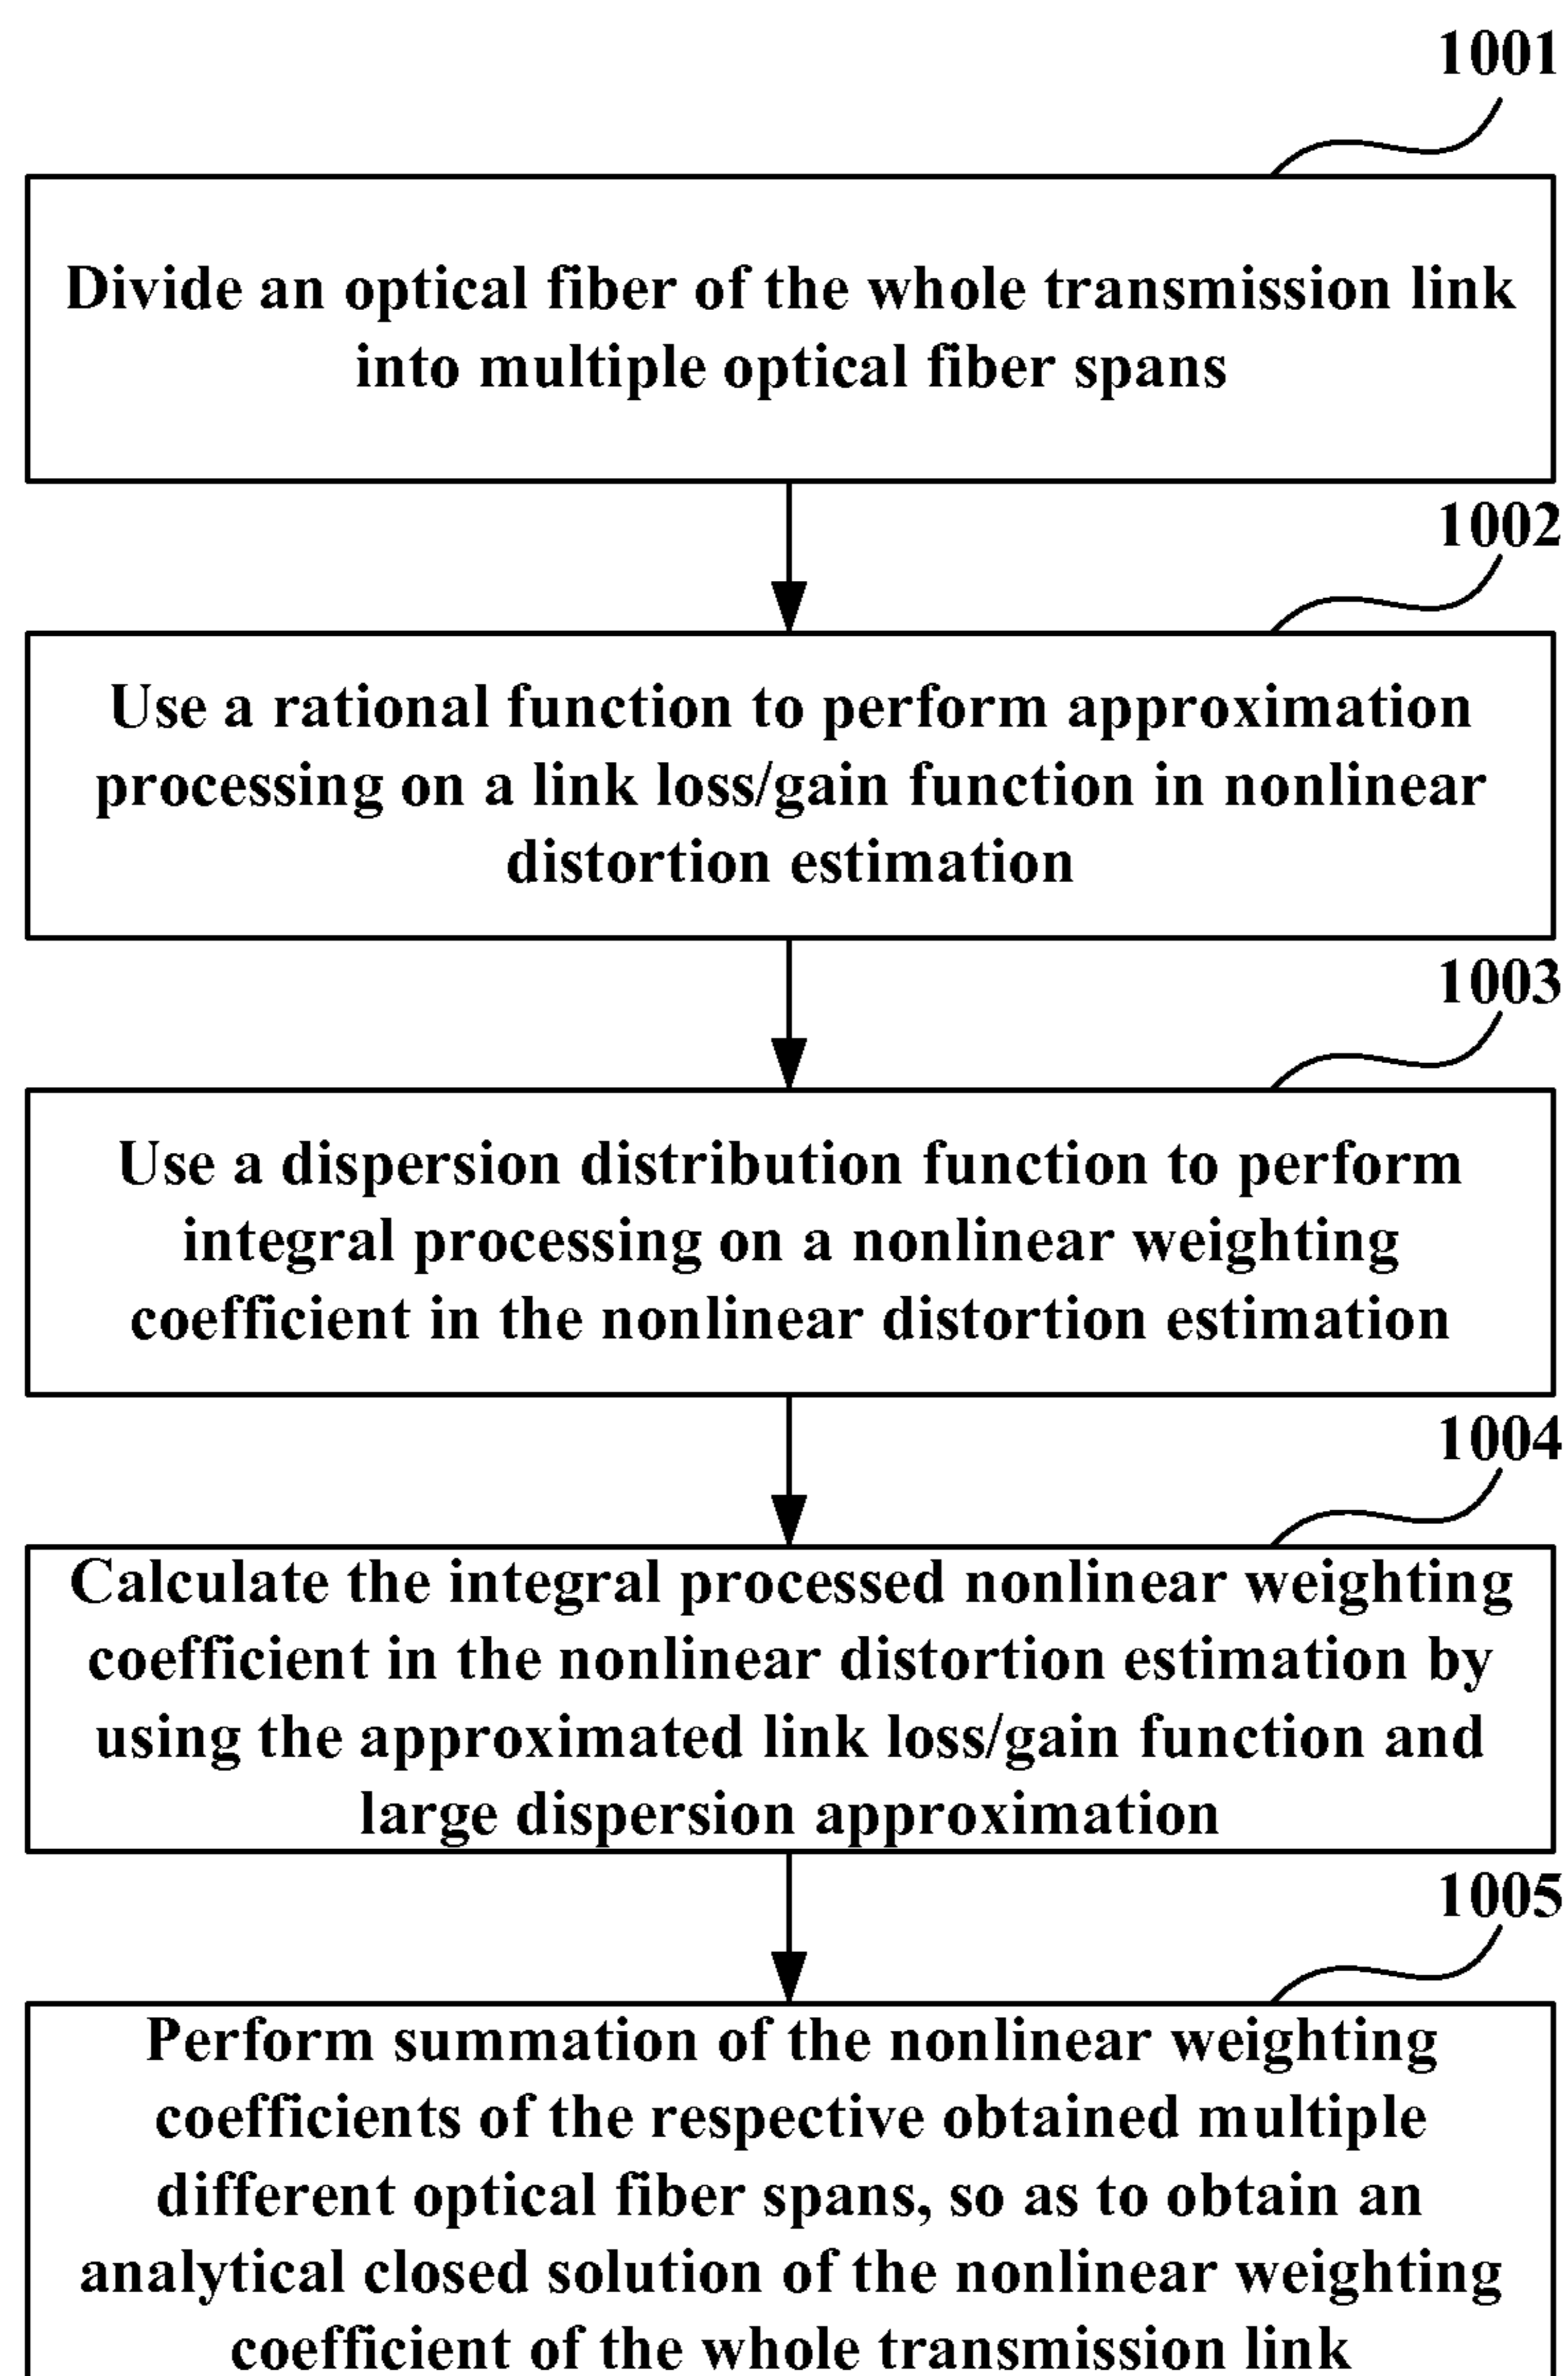 1001
Divide an optical fiber of the whole transmission link
into multiple optical fiber spans
1002
Use a rational function to perform approximation
processing on a link loss/gain function in nonlinear
distortion estimation
1003
Use a dispersion distribution function to perform
integral processing on a nonlinear weighting
coefficient in the nonlinear distortion estimation
1004
Calculate the integral processed nonlinear weighting
coefficient in the nonlinear distortion estimation by
using the approximated link loss/gain function and
large dispersion approximation
1005
Perform summation of the nonlinear weighting
coefficients of the respective obtained multiple
different optical fiber spans, so as to obtain an
analytical closed solution of the nonlinear weighting
coefficient of the whole transmission link